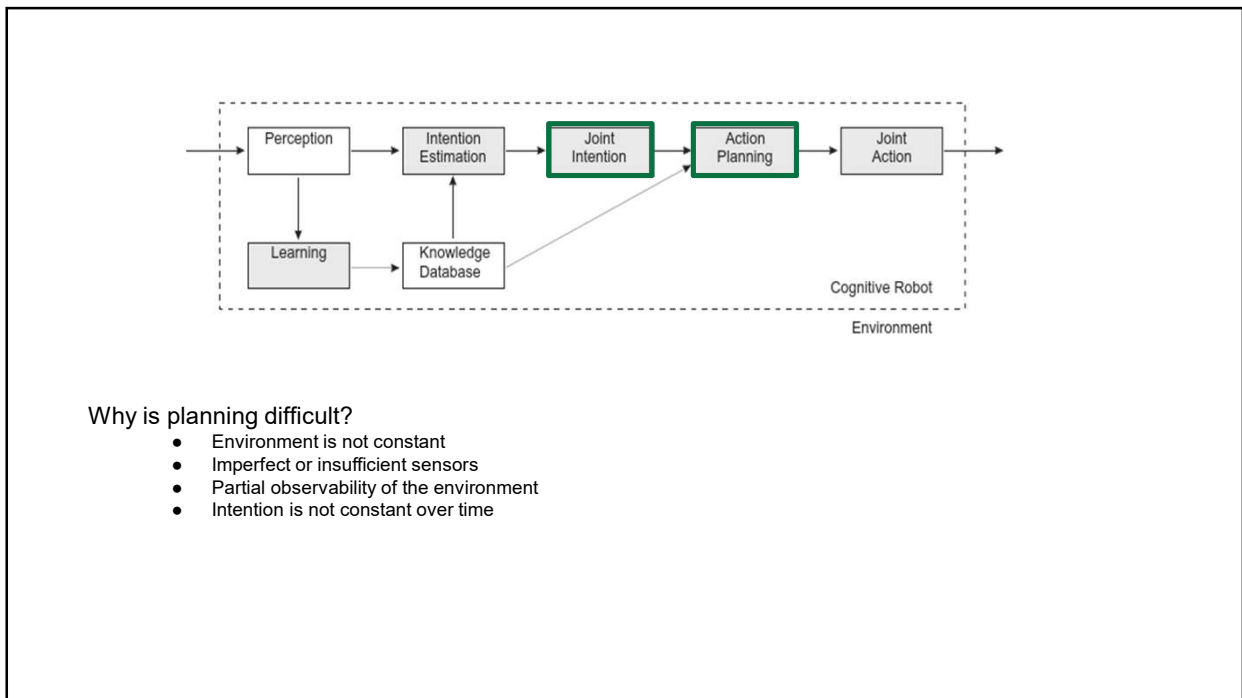 Perception
Intention
Estimation
Joint
Intention
Action
Planning
Joint
Action
Learning
Knowledge
Database
Cognitive Robot
Environment
Why is planning difficult?
● Environment is not constant
● Imperfect or insufficient sensors
● Partial observability of the environment
● Intention is not constant over time